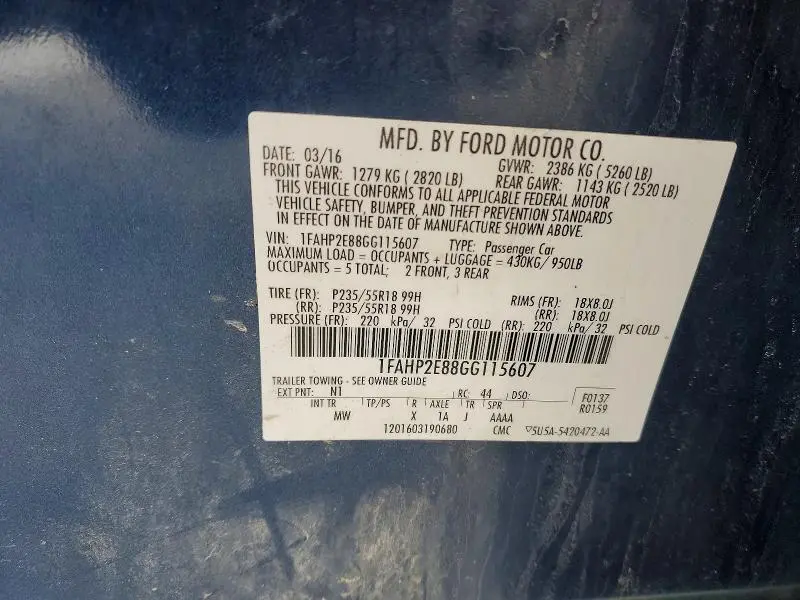 MFD. BY FORD MOTOR CO.
DATE: 03/16 GVWR: 2386 KG ( 5260 LB)
FRONT GAWR: 1279 KG ( 2820 LB) REAR GAWR: 1143 KG ( 2520 LB)
THIS VEHICLE CONFORMS TO ALL APPLICABLE FEDERAL MOTOR
VEHICLE SAFETY, BUMPER, AND THEFT PREVENTION STANDARDS
IN EFFECT ON THE DATE OF MANUFACTURE SHOWN ABOVE.
VIN: 1FAHP2E88GG115607 TYPE: Passenger Car
MAXIMUM LOAD = OCCUPANTS + LUGGAGE = 430KG/ 950LB
OCCUPANTS = 5 TOTAL; 2 FRONT, 3 REAR
TIRE (FR): P235/55R18 99H RIMS (FR): 18X8.0J
(RR): P235/55R18 99H (RR): 18X8.0J
PRESSURE (FR): 220 kPa/ 32 PSI COLD (RR): 220 kPa/ 32 PSI COLD
1FAHP2E88GG115607
TRAILER TOWING - SEE OWNER GUIDE
EXT PNT: N1 RC: 44 DSO: F0137
INT TR TP/PS R AXLE TR SPR R0159
MW X 1A J AAAA
1201603190680 CMC 5U5A-5420472-AA